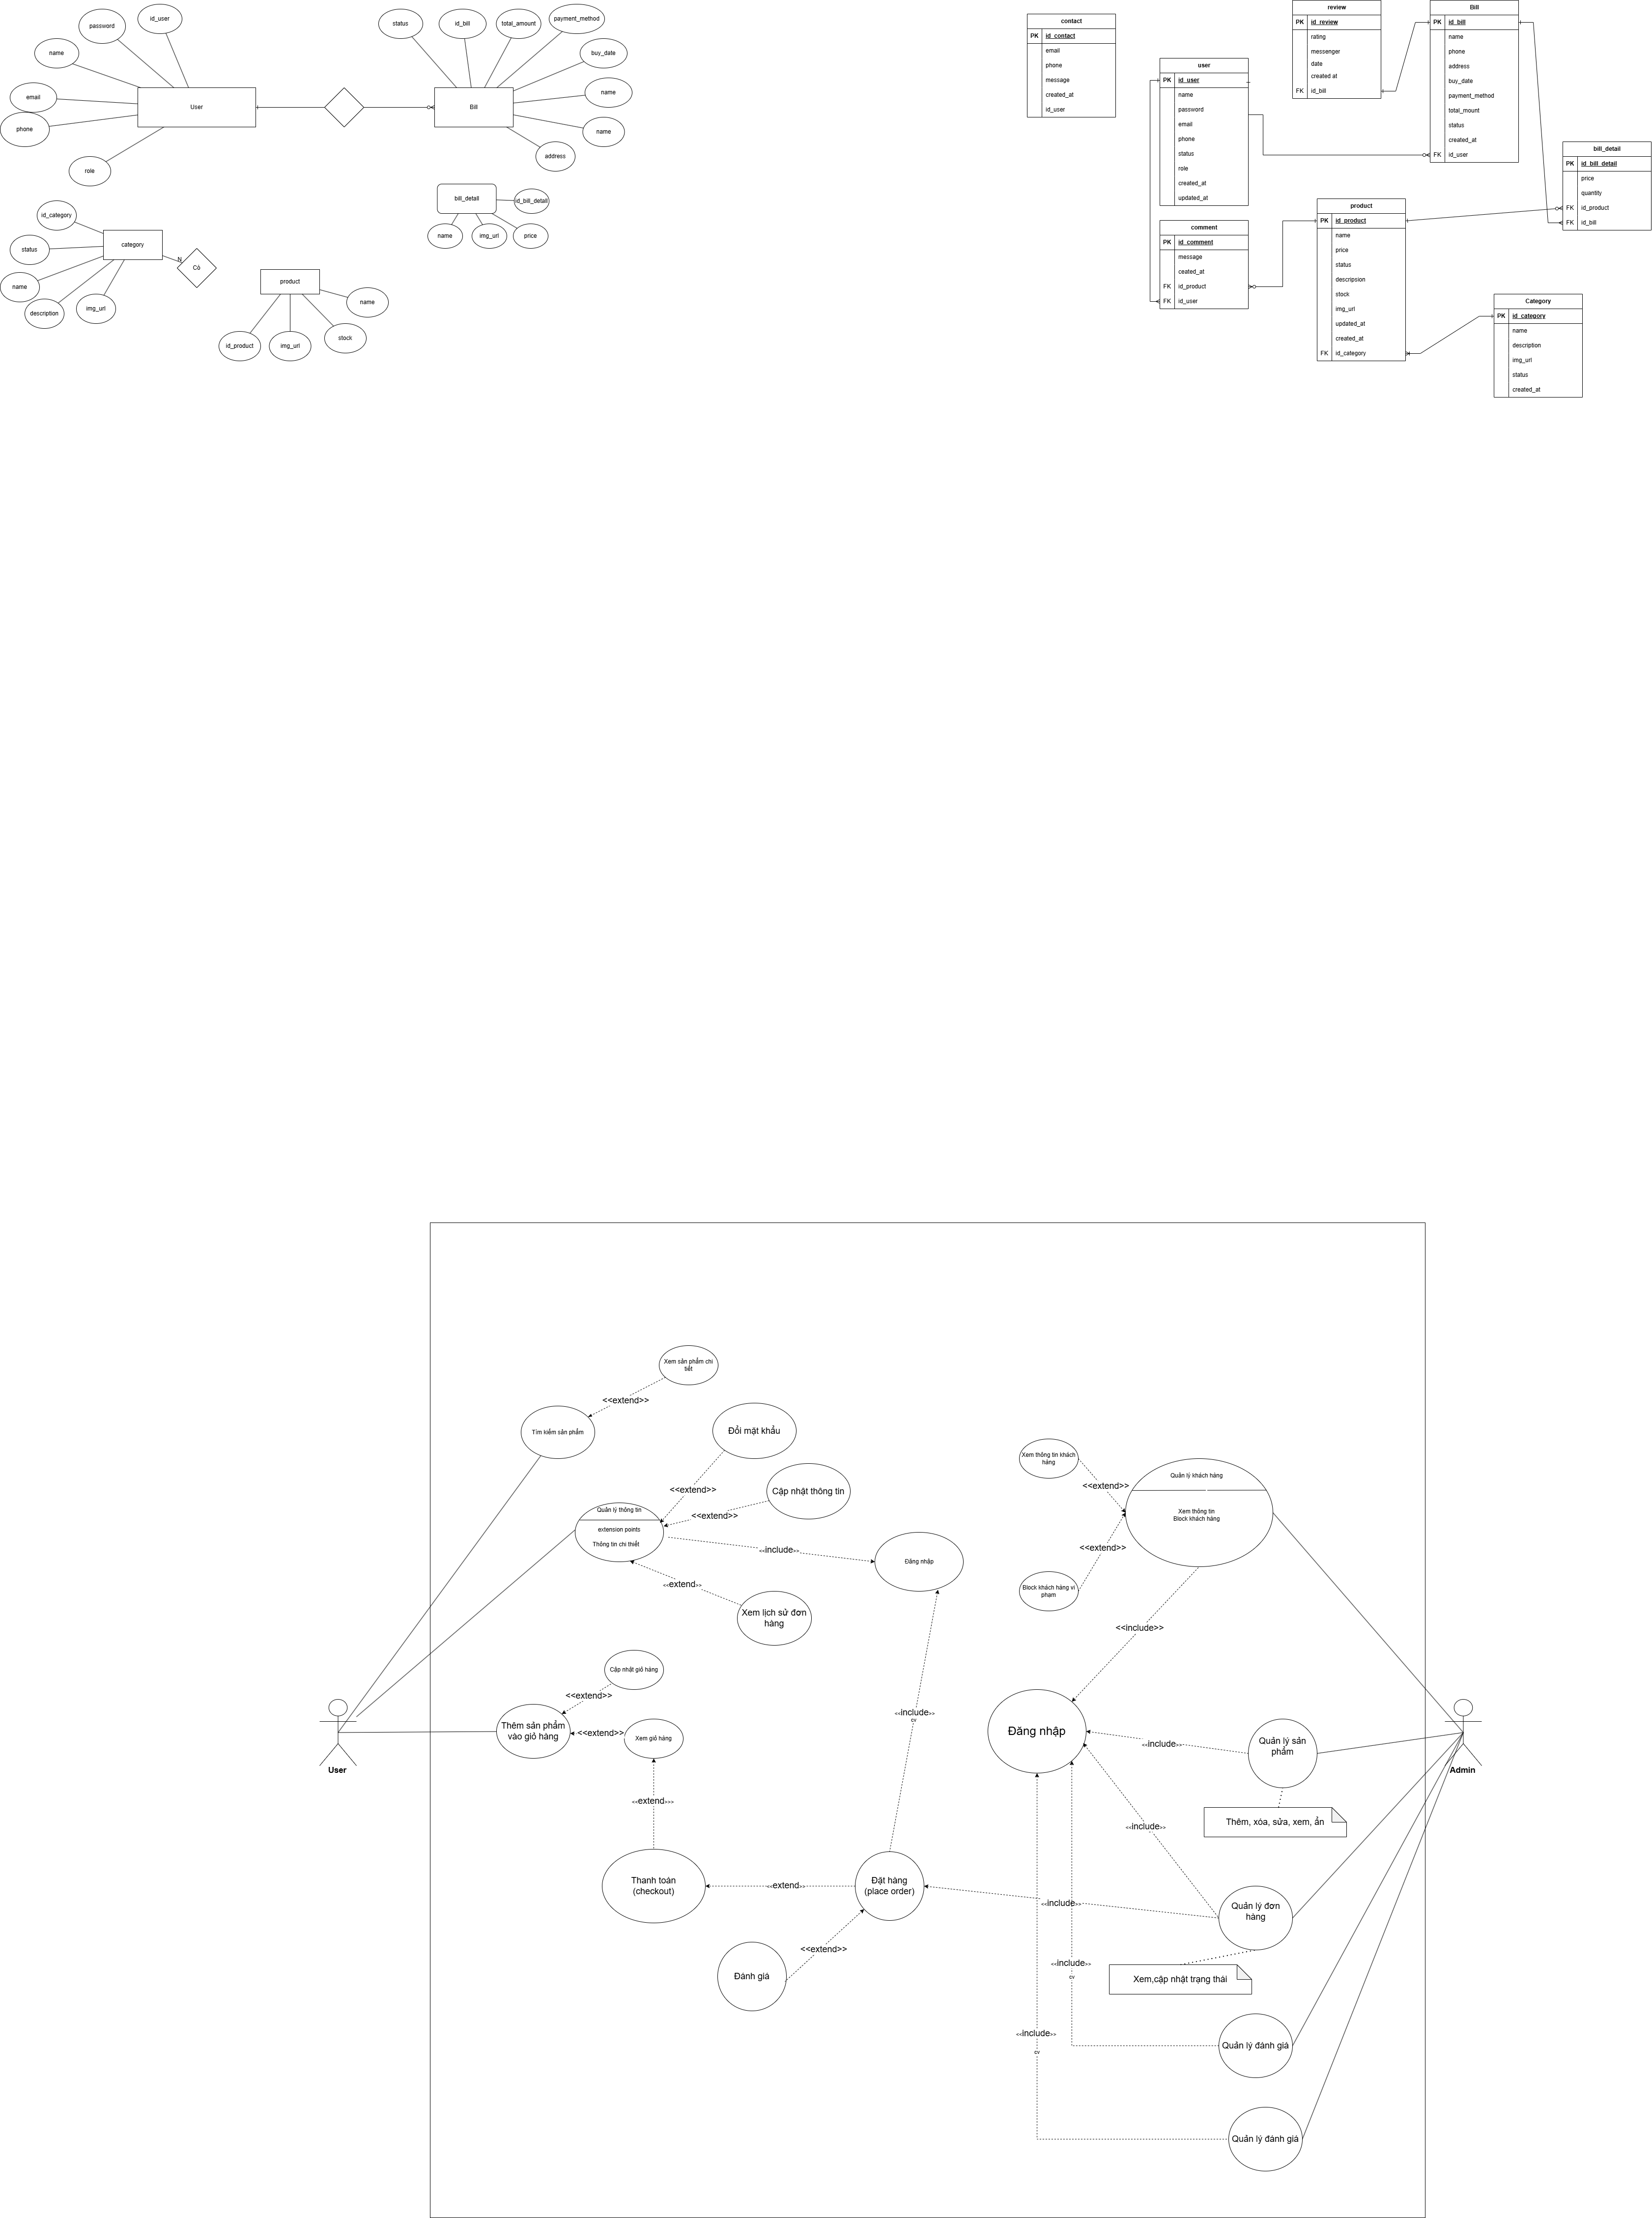 id_user
password
name
email
phone
role
User
status
id_bill
total_amount
payment_method
buy_date
name
name
address
Bill
bill_detail
id_bill_detail
name
img_url
price
id_category
status
name
description
img_url
category
N
Có
product
name
id_product
img_url
stock
contact
PK id_contact
email
phone
message
created_at
id_user
user
PK id_user
name
password
email
phone
status
role
created_at
updated_at
comment
PK id_comment
message
ceated_at
FK id_product
FK id_user
review
PK id_review
rating
messenger
date
created at
FK id_bill
Bill
PK id_bill
name
phone
address
buy_date
payment_method
total_mount
status
created_at
FK id_user
product
PK id_product
name
price
status
descripsion
stock
img_url
updated_at
created_at
FK id_category
bill_detail
PK id_bill_detail
price
quantity
FK id_product
FK id_bill
Category
PK id_category
name
description
img_url
status
created_at
Xem sản phẩm chi
tiết
<<extend>>
Tìm kiếm sản phẩm
Đổi mật khẩu
<<extend>>
Cập nhật thông tin
<<extend>>
Quản lý thông tin
extension points
Thông tin chi thiết
<<include>>
Đăng nhập
<<extend>>
Xem lịch sử đơn
hàng
Cập nhật giỏ hàng
<<extend>>
Thêm sản phẩm
vào giỏ hàng
<<extend>>
Xem giỏ hàng
User
<<extend>>>
Thanh toán
(checkout)
<<extend>>
Đặt hàng
(place order)
<<include>>
cv
<<extend>>
Đánh giá
Xem thông tin khách
hàng
<<extend>>
Quản lý khách hàng
Xem thông tin
Block khách hàng
<<extend>>
Block khách hàng vi
phạm
<<include>>
Đăng nhập
<<include>>
Quản lý sản
phẩm
Admin
Thêm, xóa, sửa, xem, ẩn
<<include>>
<<include>>
Quản lý đơn
hàng
Xem,cập nhật trạng thái
<<include>>
cv
Quản lý đánh giá
<<include>>
cv
Quản lý đánh giá